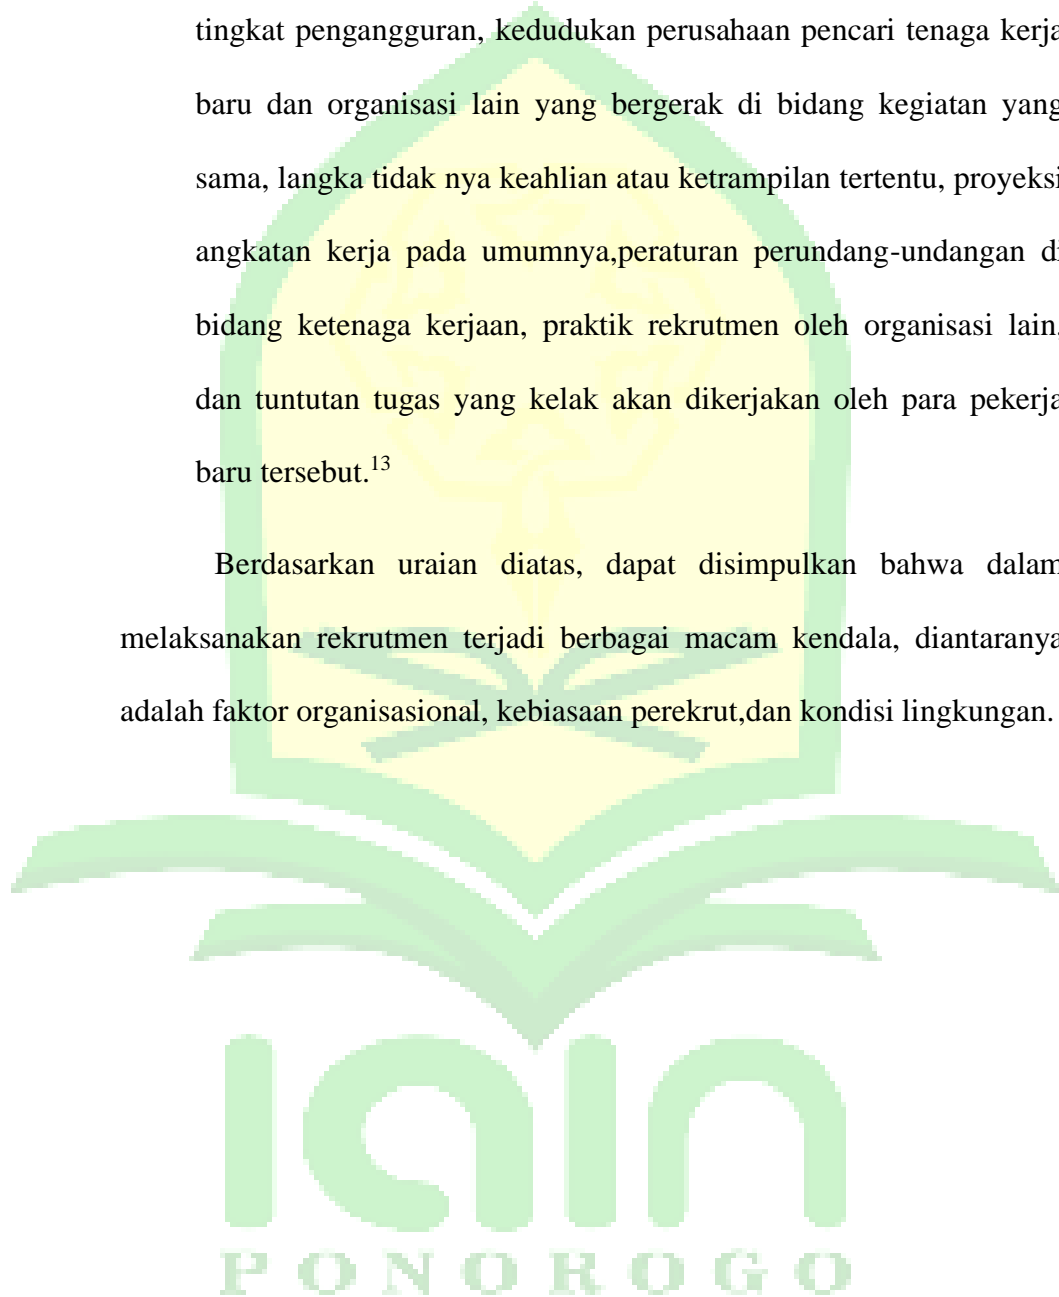 tingkat pengangguran, kedudukan perusahaan pencari tenaga kerja
baru dan organisasi lain yang bergerak di bidang kegiatan yang
sama, langka tidak nya keahlian atau ketrampilan tertentu, proyeksi
angkatan kerja pada umumnya,peraturan perundang-undangan di
bidang ketenaga kerjaan, praktik rekrutmen oleh organisasi lain,
dan tuntutan tugas yang kelak akan dikerjakan oleh para pekerja
baru tersebut.13
Berdasarkan uraian diatas, dapat disimpulkan bahwa dalam
melaksanakan rekrutmen terjadi berbagai macam kendala, diantaranya
adalah faktor organisasional, kebiasaan perekrut,dan kondisi lingkungan.
iain
PONOROGO